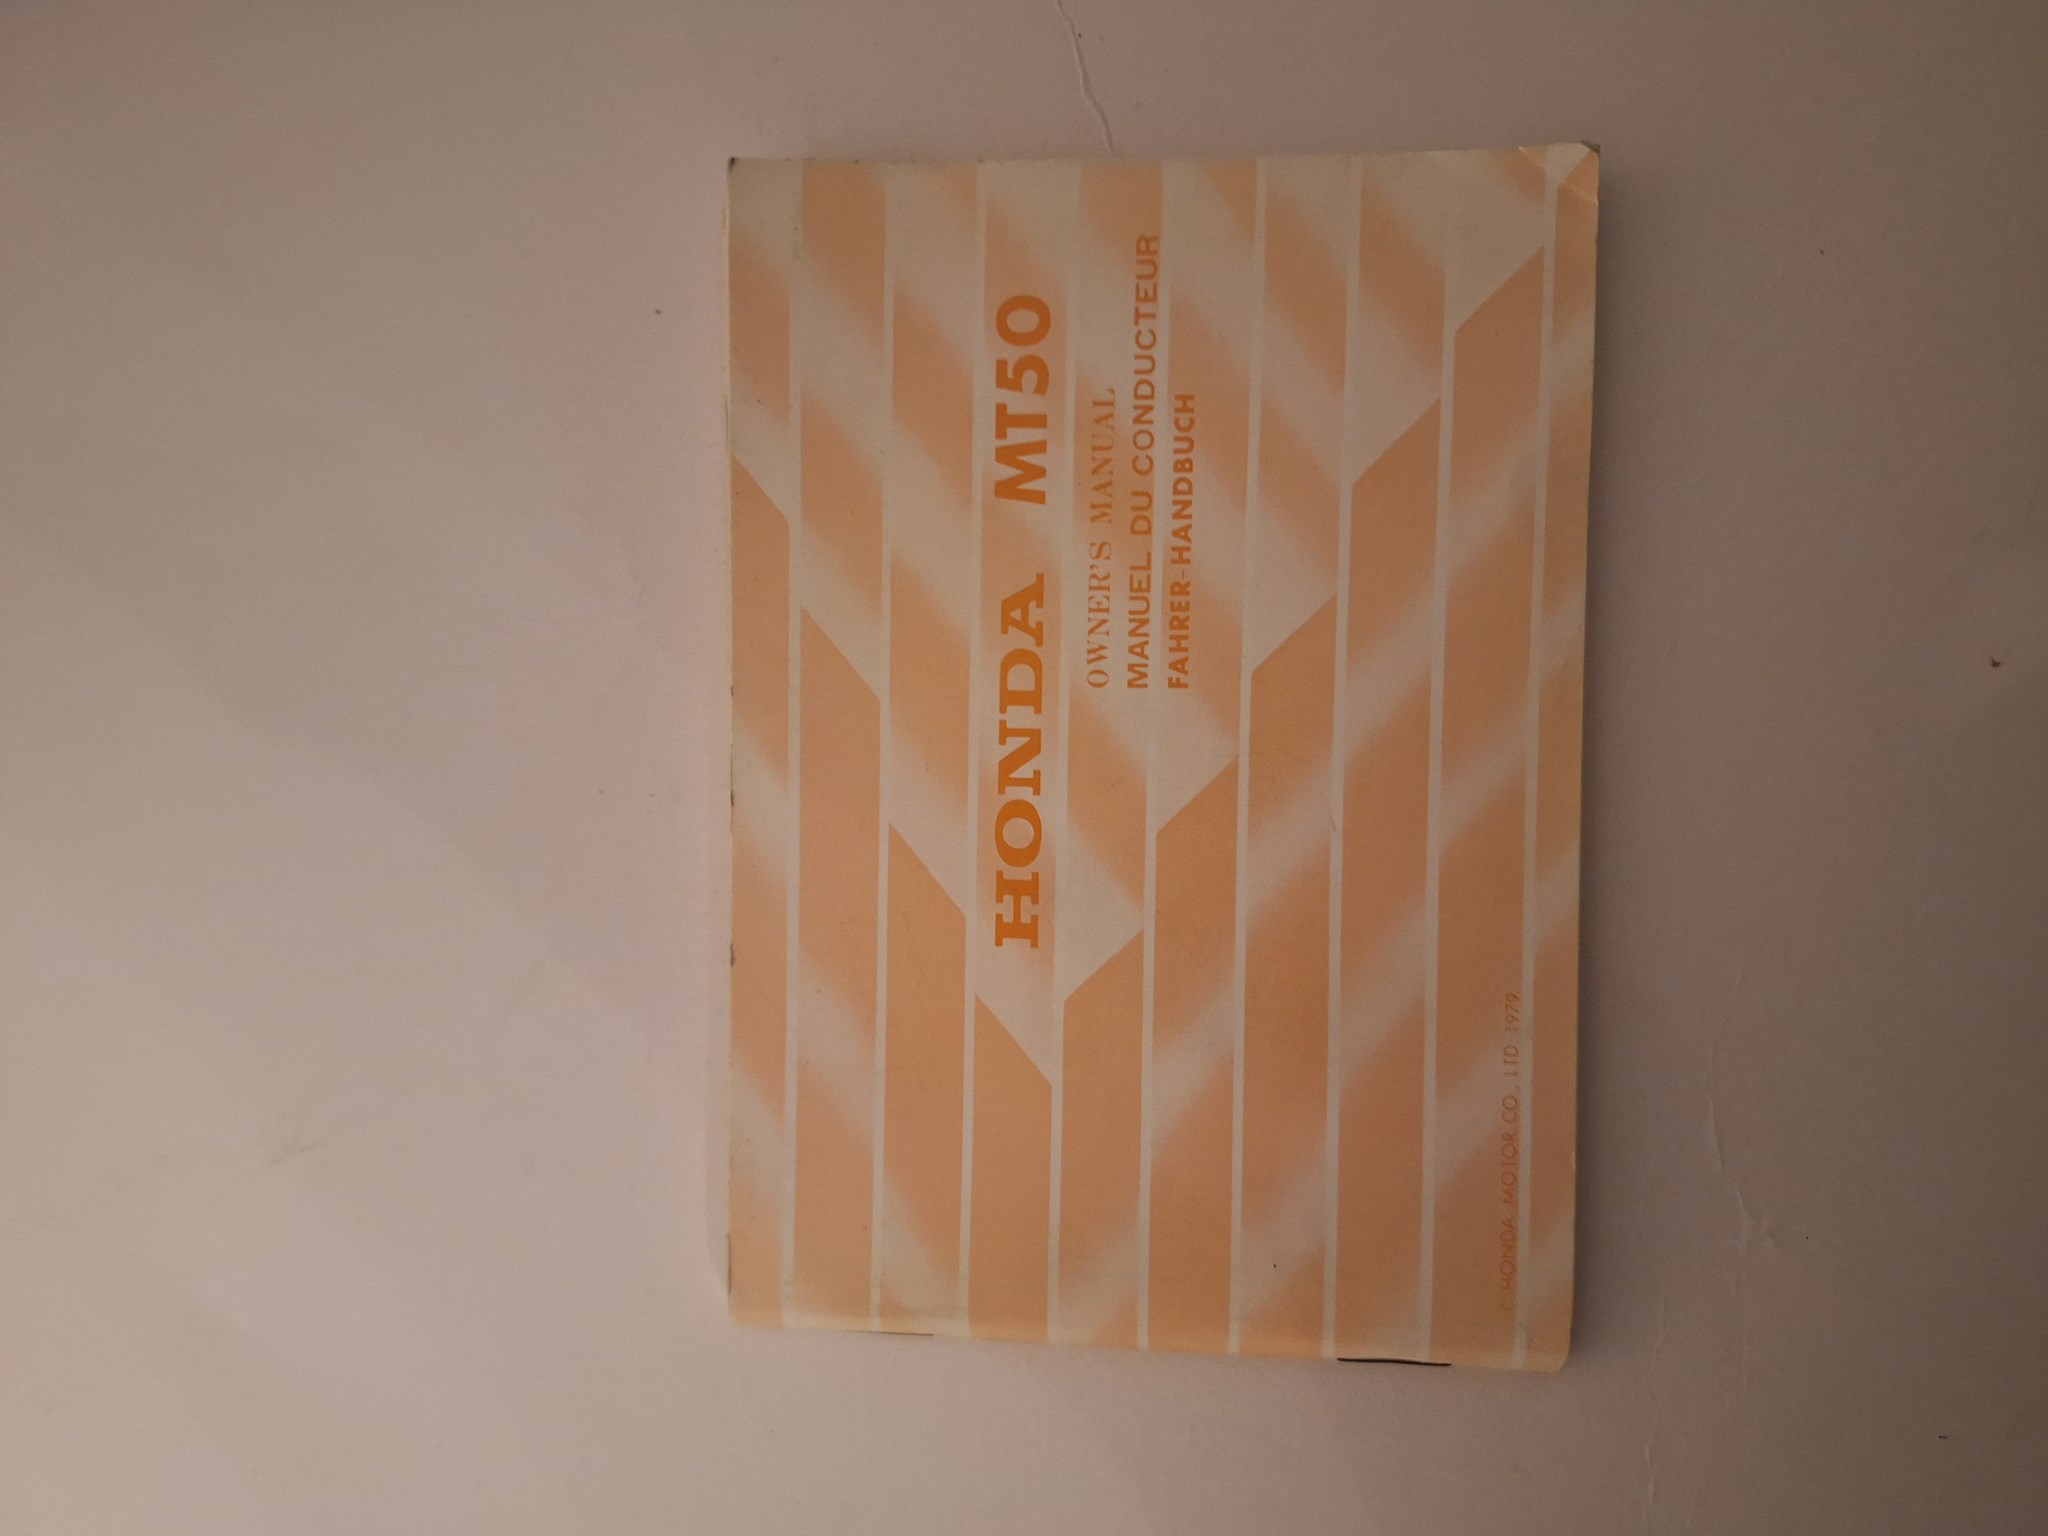 HONDA MT50
OWNER'S MANUAL
MANUEL DU CONDUCTEUR
FAHRER-HANDBUCH
C HONDA MOTOR CO., LTD. 1979